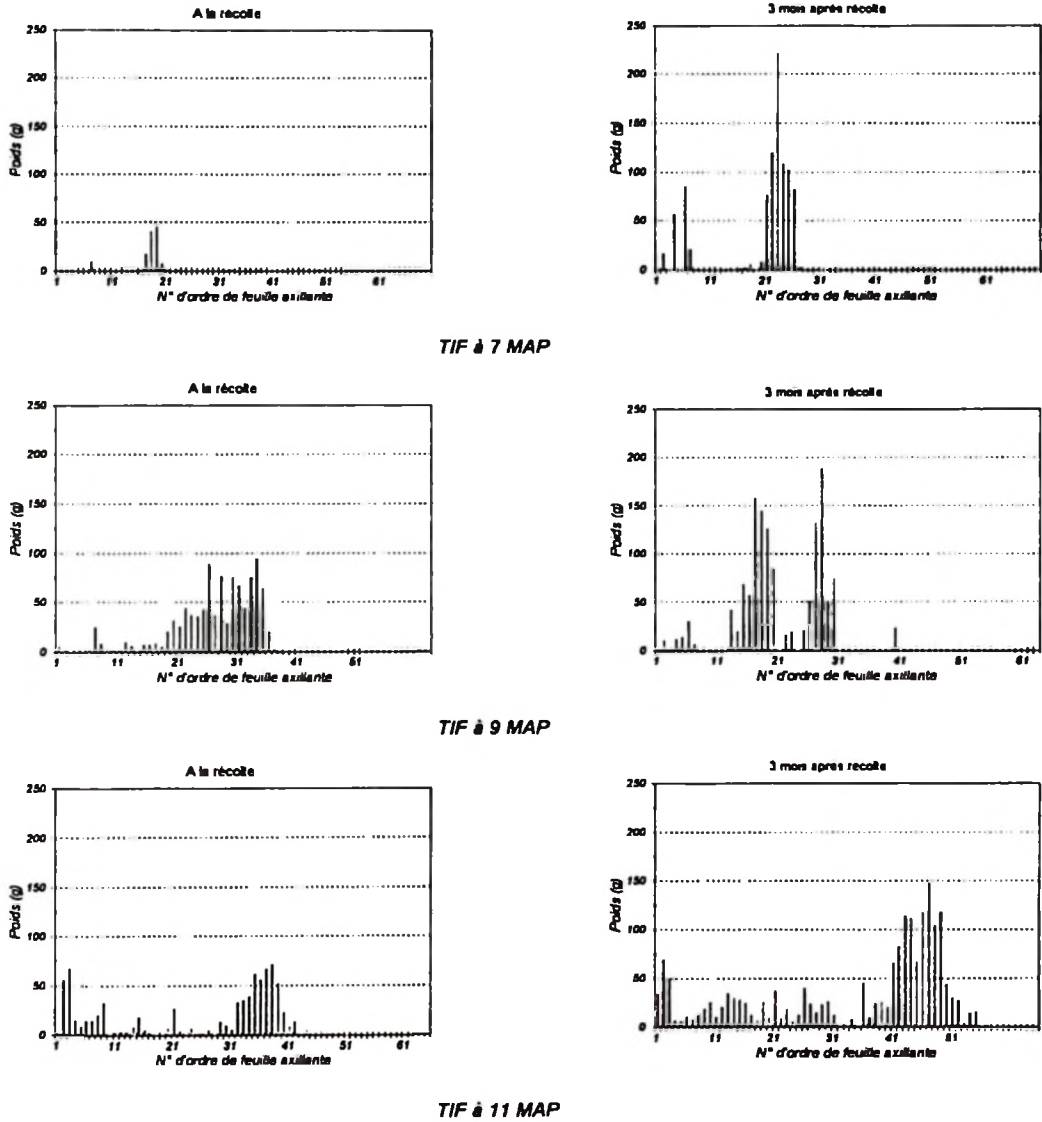 A la récolte
250
200
150
100
50
0
Poids (g)
1 11 21 31 41 51 61
N° d'ordre de feuille axillante
3 mois après récolte
250
200
150
100
50
0
Poids (g)
1 11 21 31 41 51 61
N° d'ordre de feuille axillante
TIF à 7 MAP
A la récolte
250
200
150
100
50
0
Poids (g)
1 11 21 31 41 51
N° d'ordre de feuille axillante
3 mois après récolte
250
200
150
100
50
0
Poids (g)
1 11 21 31 41 51 61
N° d'ordre de feuille axillante
TIF à 9 MAP
A la récolte
250
200
150
100
50
0
Poids (g)
1 11 21 31 41 51 61
N° d'ordre de feuille axillante
3 mois après recolte
250
200
150
100
50
0
Poids (g)
1 11 21 31 41 51
N° d'ordre de feuille axillante
TIF à 11 MAP